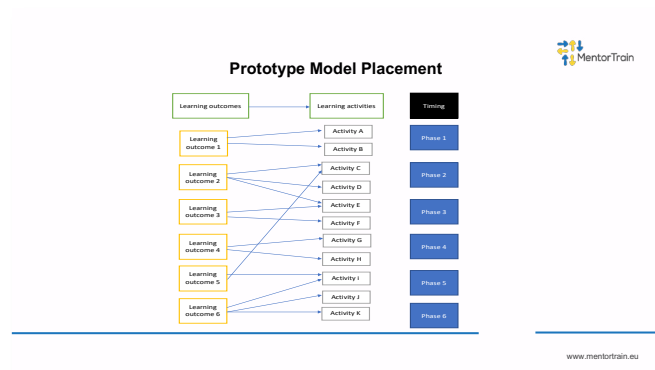 MentorTrain
Prototype Model Placement
Learning outcomes
Learning activities
Timing
Learning
outcome 1
Activity A
Activity B
Phase 1
Learning
outcome 2
Activity C
Activity D
Phase 2
Learning
outcome 3
Activity E
Activity F
Phase 3
Learning
outcome 4
Activity G
Activity H
Phase 4
Learning
outcome 5
Activity I
Phase 5
Learning
outcome 6
Activity J
Activity K
Phase 6
www.mentortrain.eu